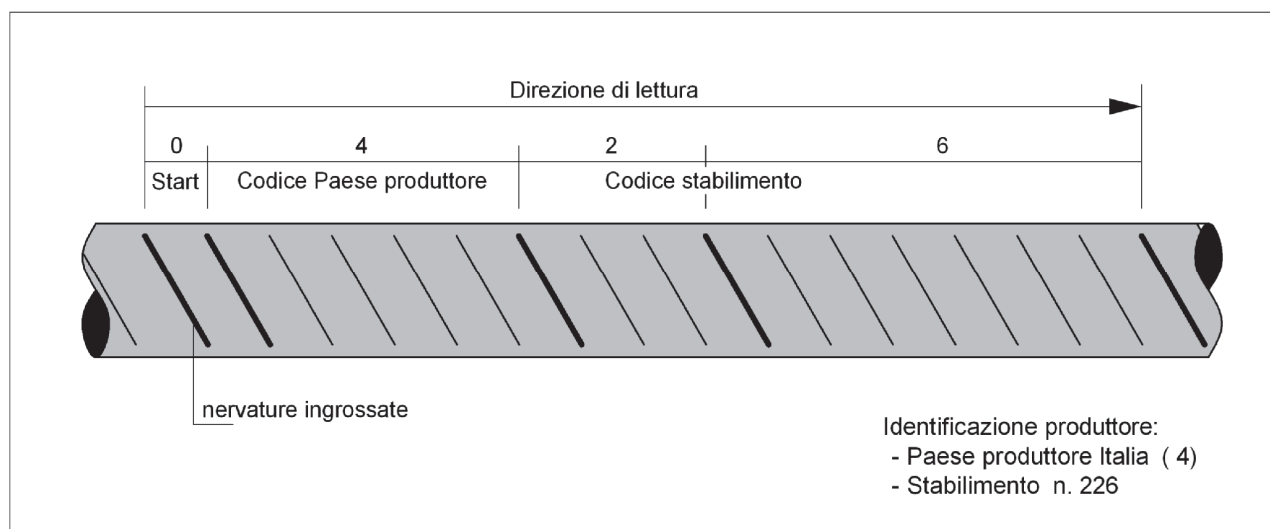 Direzione di lettura
0 4 2 6
Start Codice Paese produttore Codice stabilimento
nervature ingrossate
Identificazione produttore:
- Paese produttore Italia ( 4)
- Stabilimento n. 226